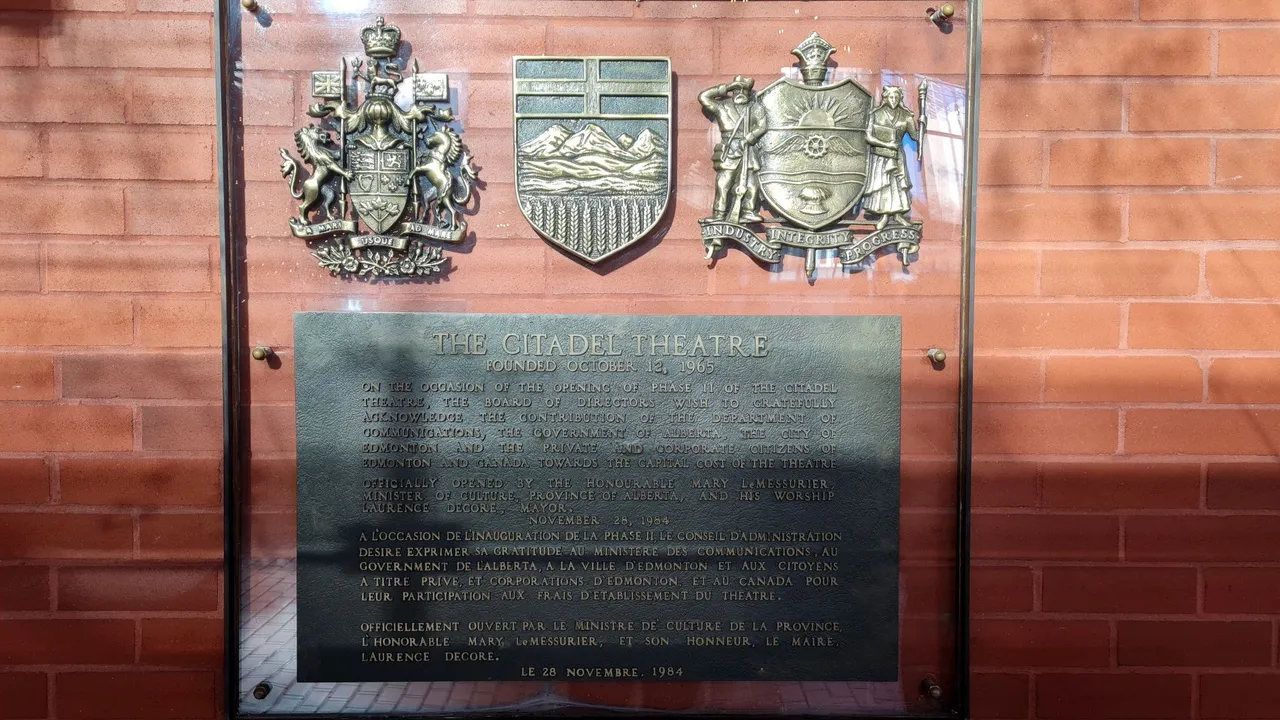 A MARI USQUE AD MARE
INDUSTRY INTEGRITY PROGRESS
THE CITADEL THEATRE
FOUNDED OCTOBER 12, 1965
ON THE OCCASION OF THE OPENING OF PHASE II OF THE CITADEL
THEATRE, THE BOARD OF DIRECTORS WISH TO GRATEFULLY
ACKNOWLEDGE THE CONTRIBUTION OF THE DEPARTMENT OF
COMMUNICATIONS, THE GOVERNMENT OF ALBERTA, THE CITY OF
EDMONTON AND THE PRIVATE AND CORPORATE CITIZENS OF
EDMONTON AND CANADA TOWARDS THE CAPITAL COST OF THE THEATRE
OFFICIALLY OPENED BY THE HONOURABLE MARY LeMESSURIER,
MINISTER OF CULTURE, PROVINCE OF ALBERTA, AND HIS WORSHIP
LAURENCE DECORE, MAYOR.
NOVEMBER 28, 1984
A L'OCCASION DE L'INAUGURATION DE LA PHASE II LE CONSEIL D'ADMINISTRATION
DESIRE EXPRIMER SA GRATITUDE AU MINISTERE DES COMMUNICATIONS, AU
GOVERNMENT DE L'ALBERTA, A LA VILLE D'EDMONTON ET AUX CITOYENS
A TITRE PRIVE, ET CORPORATIONS D'EDMONTON, ET AU CANADA POUR
LEUR PARTICIPATION AUX FRAIS D'ETABLISSEMENT DU THEATRE.
OFFICIELLEMENT OUVERT PAR LE MINISTRE DE CULTURE DE LA PROVINCE,
L'HONORABLE MARY LeMESSURIER, ET SON HONNEUR, LE MAIRE,
LAURENCE DECORE.
LE 28 NOVEMBRE. 1984